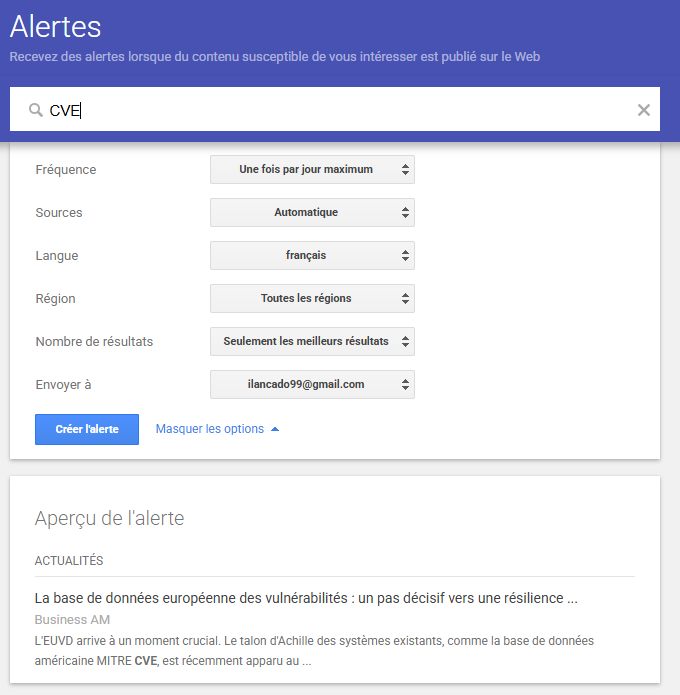 Alertes
Recevez des alertes lorsque du contenu susceptible de vous intéresser est publié sur le Web
CVE
Fréquence Une fois par jour maximum
Sources Automatique
Langue français
Région Toutes les régions
Nombre de résultats Seulement les meilleurs résultats
Envoyer à ilancado99@gmail.com
Créer l'alerte Masquer les options
Aperçu de l'alerte
ACTUALITÉS
La base de données européenne des vulnérabilités : un pas décisif vers une résilience ...
Business AM
L'EUVD arrive à un moment crucial. Le talon d'Achille des systèmes existants, comme la base de données
américaine MITRE CVE, est récemment apparu au ...